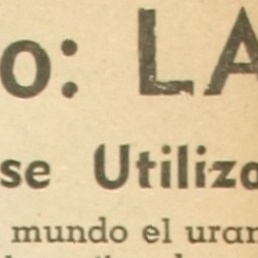 o: LA
se Utiliza
mundo el uran